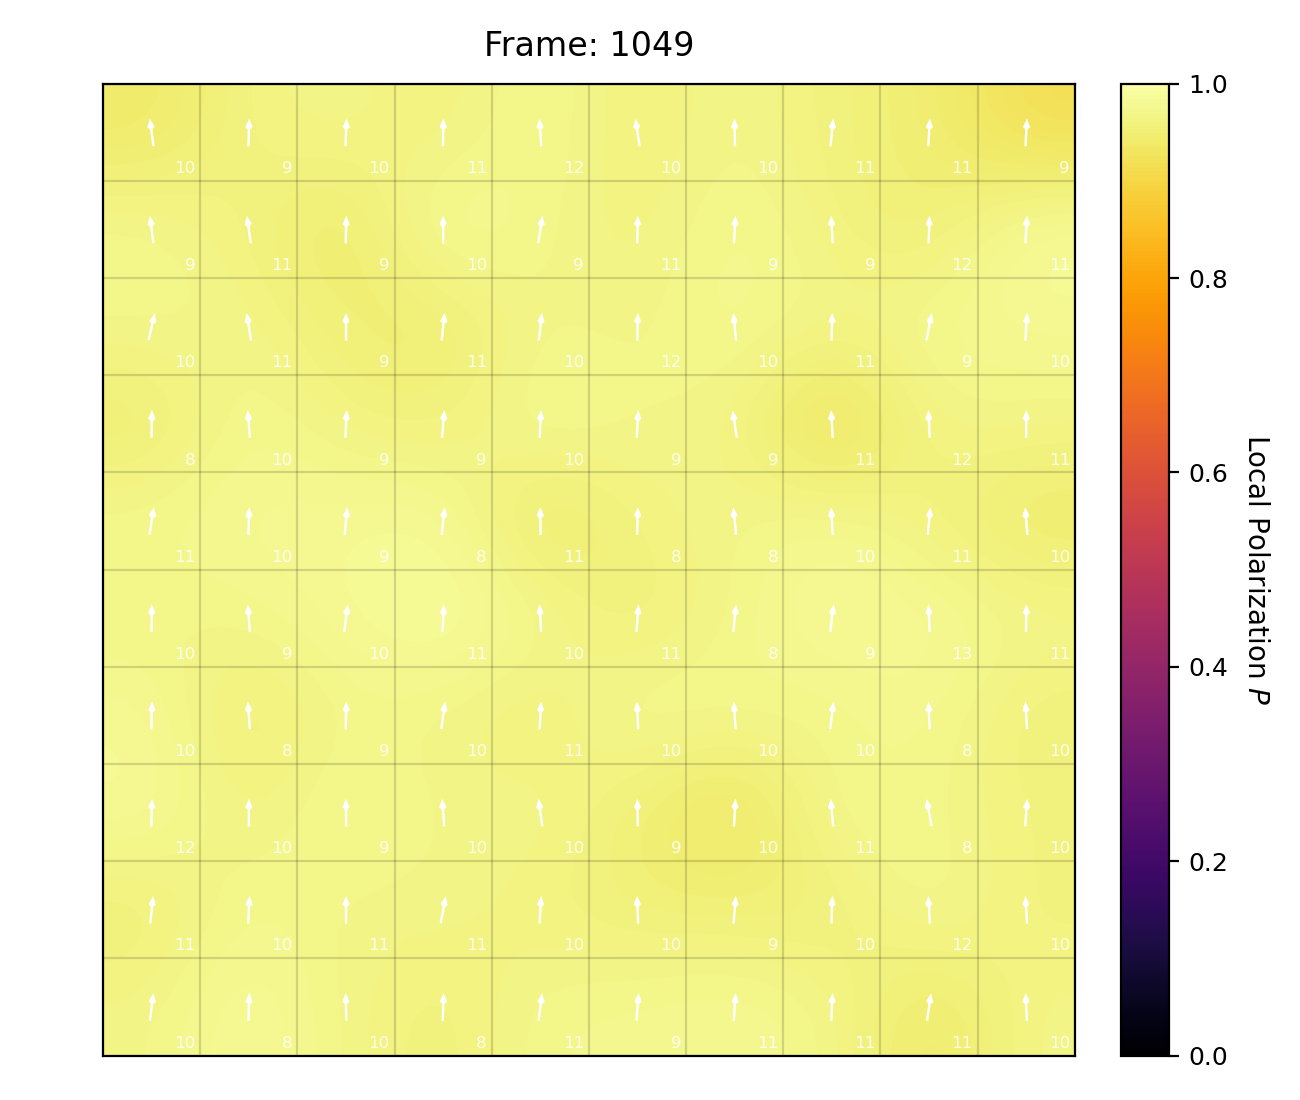 Frame: 1049
10 9 10 11 12 10 10 11 11 9
9 11 9 10 9 11 9 9 12 11
10 11 9 11 10 12 10 11 9 10
8 10 9 9 10 9 9 11 12 11
11 10 9 8 11 8 8 10 11 10
10 9 10 11 10 11 8 9 13 11
10 8 9 10 11 10 10 10 8 10
12 10 9 10 10 9 10 11 8 10
11 10 11 11 10 10 9 10 12 10
10 8 10 8 11 9 11 11 11 10
1.0
0.8
0.6
0.4
0.2
0.0
Local Polarization P